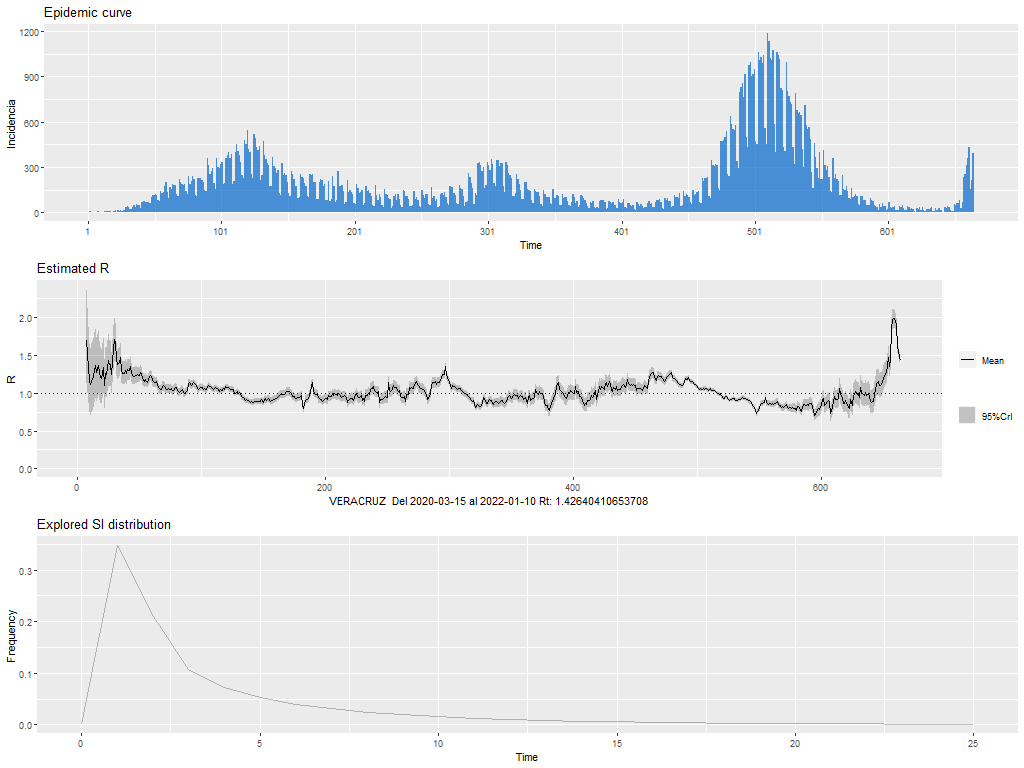 Epidemic curve
1200
900
600
300
0
Incidencia
1 101 201 301 401 501 601
Time
Estimated R
2.0
1.5
1.0
0.5
0.0
R
Mean
95%CrI
0 200 400 600
VERACRUZ Del 2020-03-15 al 2022-01-10 Rt: 1.42640410653708
Explored SI distribution
0.3
0.2
0.1
0.0
Frequency
0 5 10 15 20 25
Time